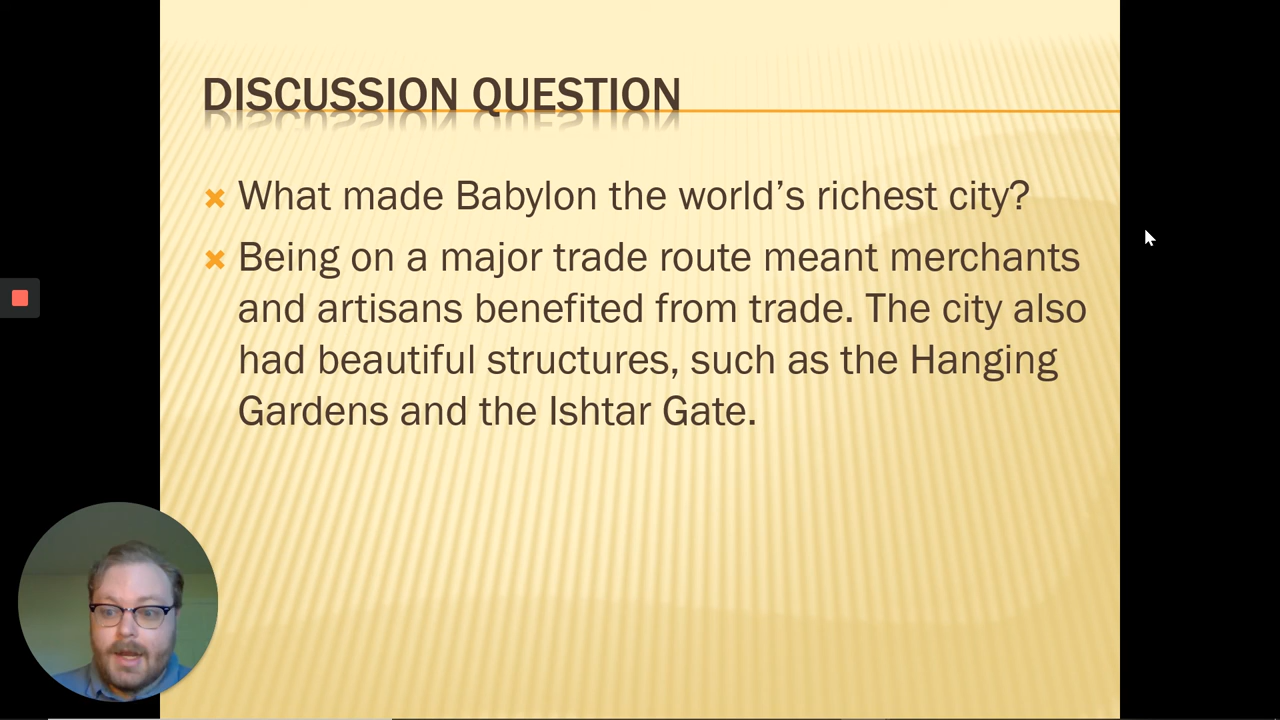 DISCUSSION QUESTION
What made Babylon the world’s richest city?
Being on a major trade route meant merchants
and artisans benefited from trade. The city also
had beautiful structures, such as the Hanging
Gardens and the Ishtar Gate.